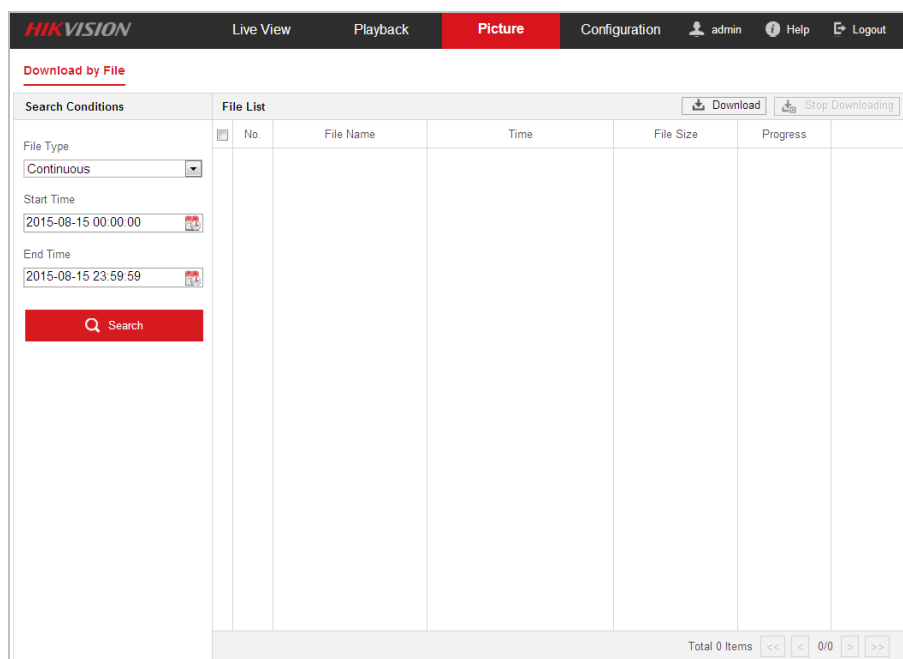 HIKVISION Live View Playback Picture Configuration admin Help Logout
Download by File
Search Conditions
File Type
Continuous
Start Time
2015-08-15 00:00:00
End Time
2015-08-15 23:59:59
Search
File List Download Stop Downloading
No. File Name Time File Size Progress
Total 0 Items << < 0/0 > >>